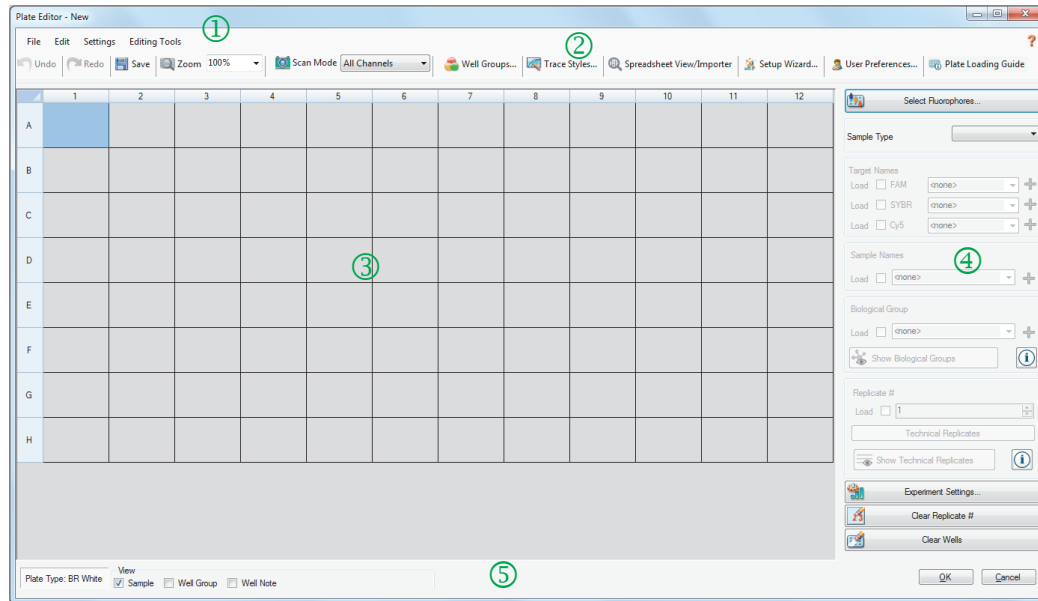 Plate Editor - New
①
File Edit Settings Editing Tools
?
②
Undo Redo Save Zoom 100% Scan Mode All Channels Well Groups... Trace Styles... Spreadsheet View/Importer Setup Wizard... User Preferences... Plate Loading Guide
1 2 3 4 5 6 7 8 9 10 11 12
A
B
C
D
E
F
G
H
③
Select Fluorophores...
Sample Type
Target Names
Load FAM <none>
Load SYBR <none>
Load Cy5 <none>
Sample Names
④
Load <none>
Biological Group
Load <none>
Show Biological Groups i
Replicate #
Load 1
Technical Replicates
Show Technical Replicates i
Experiment Settings...
Clear Replicate #
Clear Wells
Plate Type: BR White
View
Sample Well Group Well Note
⑤
OK Cancel